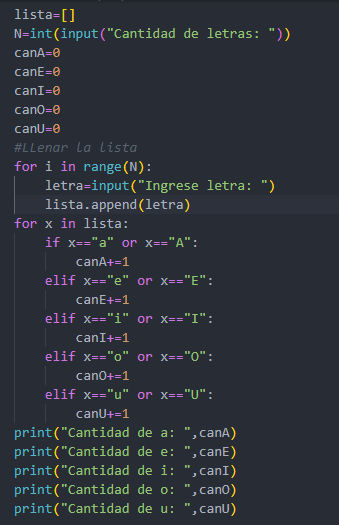 lista=[]
N=int(input("Cantidad de letras: "))
canA=0
canE=0
canI=0
canO=0
canU=0
#LLenar la lista
for i in range(N):
    letra=input("Ingrese letra: ")
    lista.append(letra)
for x in lista:
    if x=="a" or x=="A":
        canA+=1
    elif x=="e" or x=="E":
        canE+=1
    elif x=="i" or x=="I":
        canI+=1
    elif x=="o" or x=="O":
        canO+=1
    elif x=="u" or x=="U":
        canU+=1
print("Cantidad de a: ",canA)
print("Cantidad de e: ",canE)
print("Cantidad de i: ",canI)
print("Cantidad de o: ",canO)
print("Cantidad de u: ",canU)